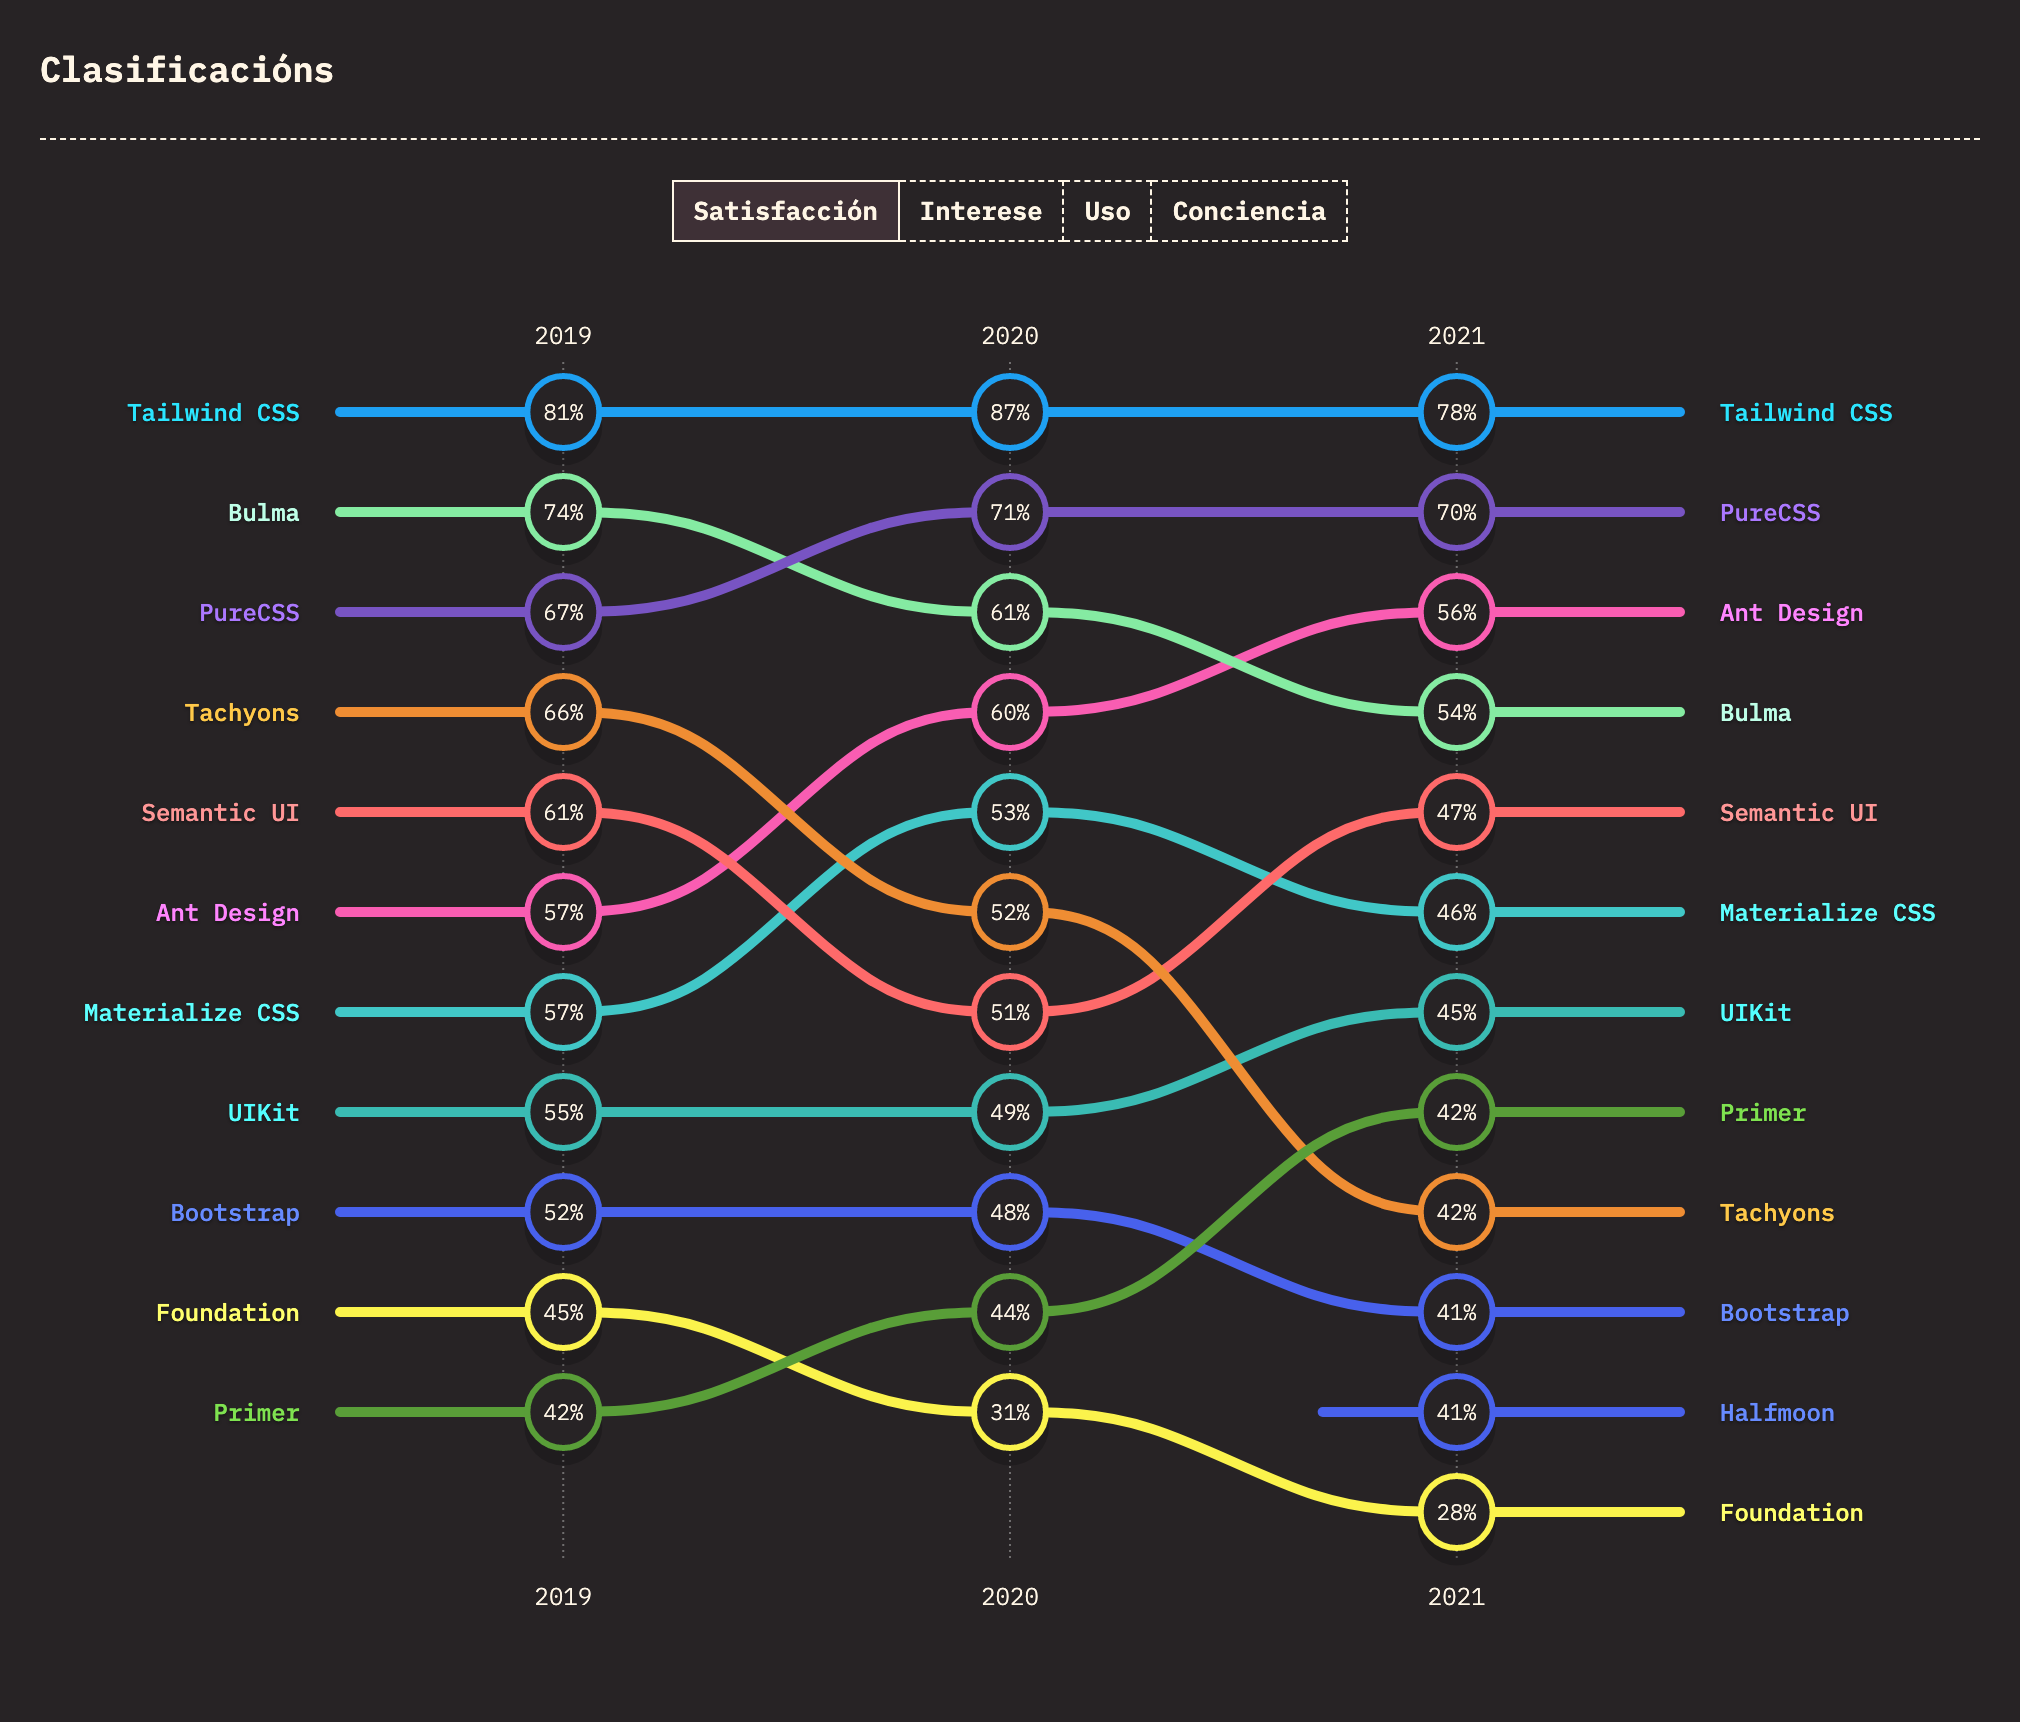 Clasificacións
Satisfacción Interese Uso Conciencia
2019 2020 2021
Tailwind CSS 81% 87% 78% Tailwind CSS
Bulma 74% 71% 70% PureCSS
PureCSS 67% 61% 56% Ant Design
Tachyons 66% 60% 54% Bulma
Semantic UI 61% 53% 47% Semantic UI
Ant Design 57% 52% 46% Materialize CSS
Materialize CSS 57% 51% 45% UIKit
UIKit 55% 49% 42% Primer
Bootstrap 52% 48% 42% Tachyons
Foundation 45% 44% 41% Bootstrap
Primer 42% 31% 41% Halfmoon
28% Foundation
2019 2020 2021